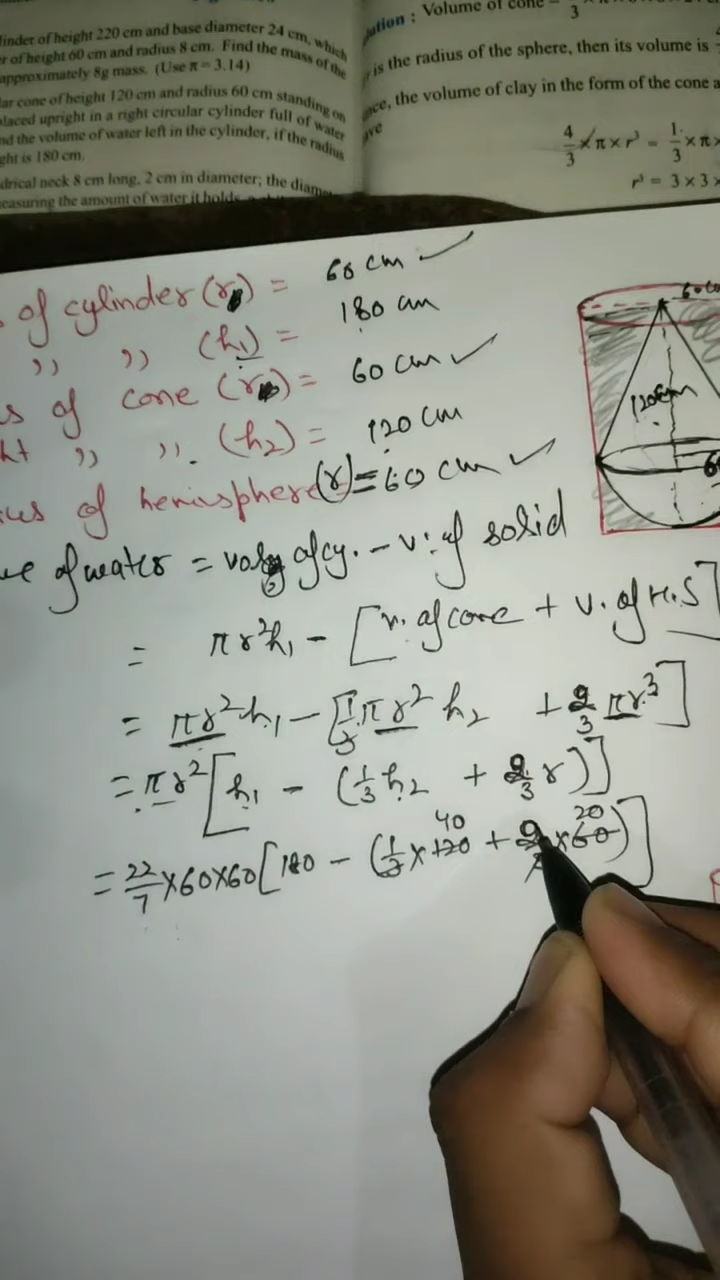 linder of height 220 cm and base diameter 24 cm, which
r of height 60 cm and radius 8 cm. Find the mass of the
approximately 8g mass. (Use π = 3.14)
lar cone of height 120 cm and radius 60 cm standing on
placed upright in a right circular cylinder full of water
nd the volume of water left in the cylinder, if the radius
ght is 180 cm.
drical neck 8 cm long, 2 cm in diameter; the diam
easuring the amount of water it holds
ution : Volume of cone = 3
is the radius of the sphere, then its volume is
ce, the volume of clay in the form of the cone a
ave
4/3 × π × r³ = 1/3 × π ×
r³ = 3 × 3 ×
s of cylinder (r) = 60 cm ✓
,, ,, (h₁) = 180 cm
s of cone (r) = 60 cm ✓
ht ,, ,, (h₂) = 120 cm
ius of hemisphere (r) = 60 cm ✓
me of water = vol of cy. - v. of solid
= πr²h₁ - [v. of cone + v. of H.S]
= πr²h₁ - [1/3 πr² h₂ + 2/3 πr³]
= πr² [h₁ - (1/3 h₂ + 2/3 r)]
= 22/7 × 60 × 60 [180 - (1/3 × 120 40 + 2/3 × 60 20)]
60 c
120cm
6